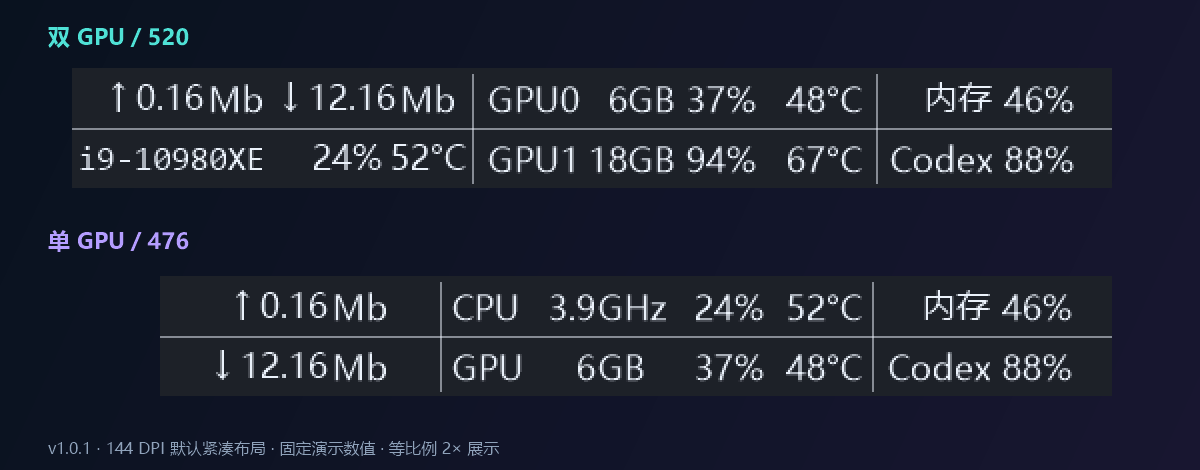 双 GPU / 520
↑0.16Mb ↓12.16Mb GPU0 6GB 37% 48°C 内存 46%
i9-10980XE 24% 52°C GPU1 18GB 94% 67°C Codex 88%
单 GPU / 476
↑0.16Mb CPU 3.9GHz 24% 52°C 内存 46%
↓12.16Mb GPU 6GB 37% 48°C Codex 88%
v1.0.1 · 144 DPI 默认紧凑布局 · 固定演示数值 · 等比例 2× 展示